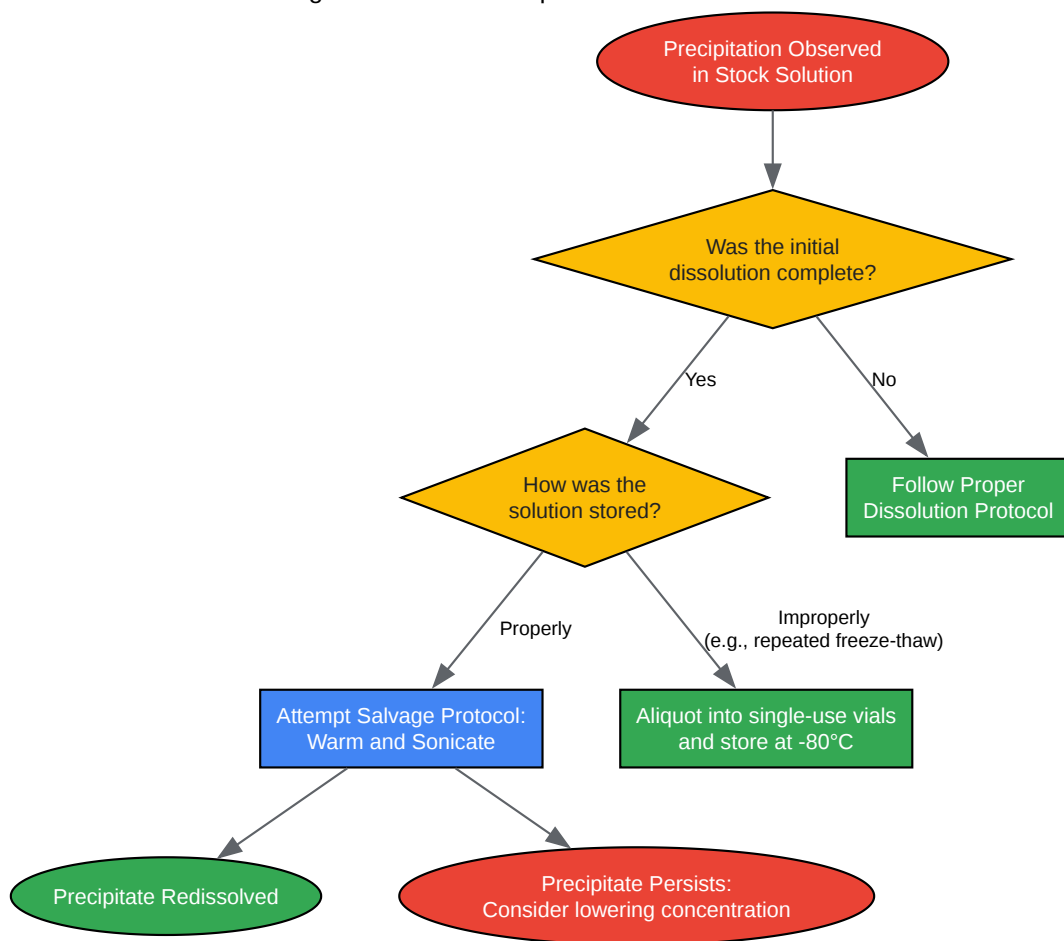 Precipitation Observed
in Stock Solution
Was the initial
dissolution complete?
Yes
No
How was the
solution stored?
Follow Proper
Dissolution Protocol
Properly
Improperly
(e.g., repeated freeze-thaw)
Attempt Salvage Protocol:
Warm and Sonicate
Aliquot into single-use vials
and store at -80°C
Precipitate Redissolved
Precipitate Persists:
Consider lowering concentration